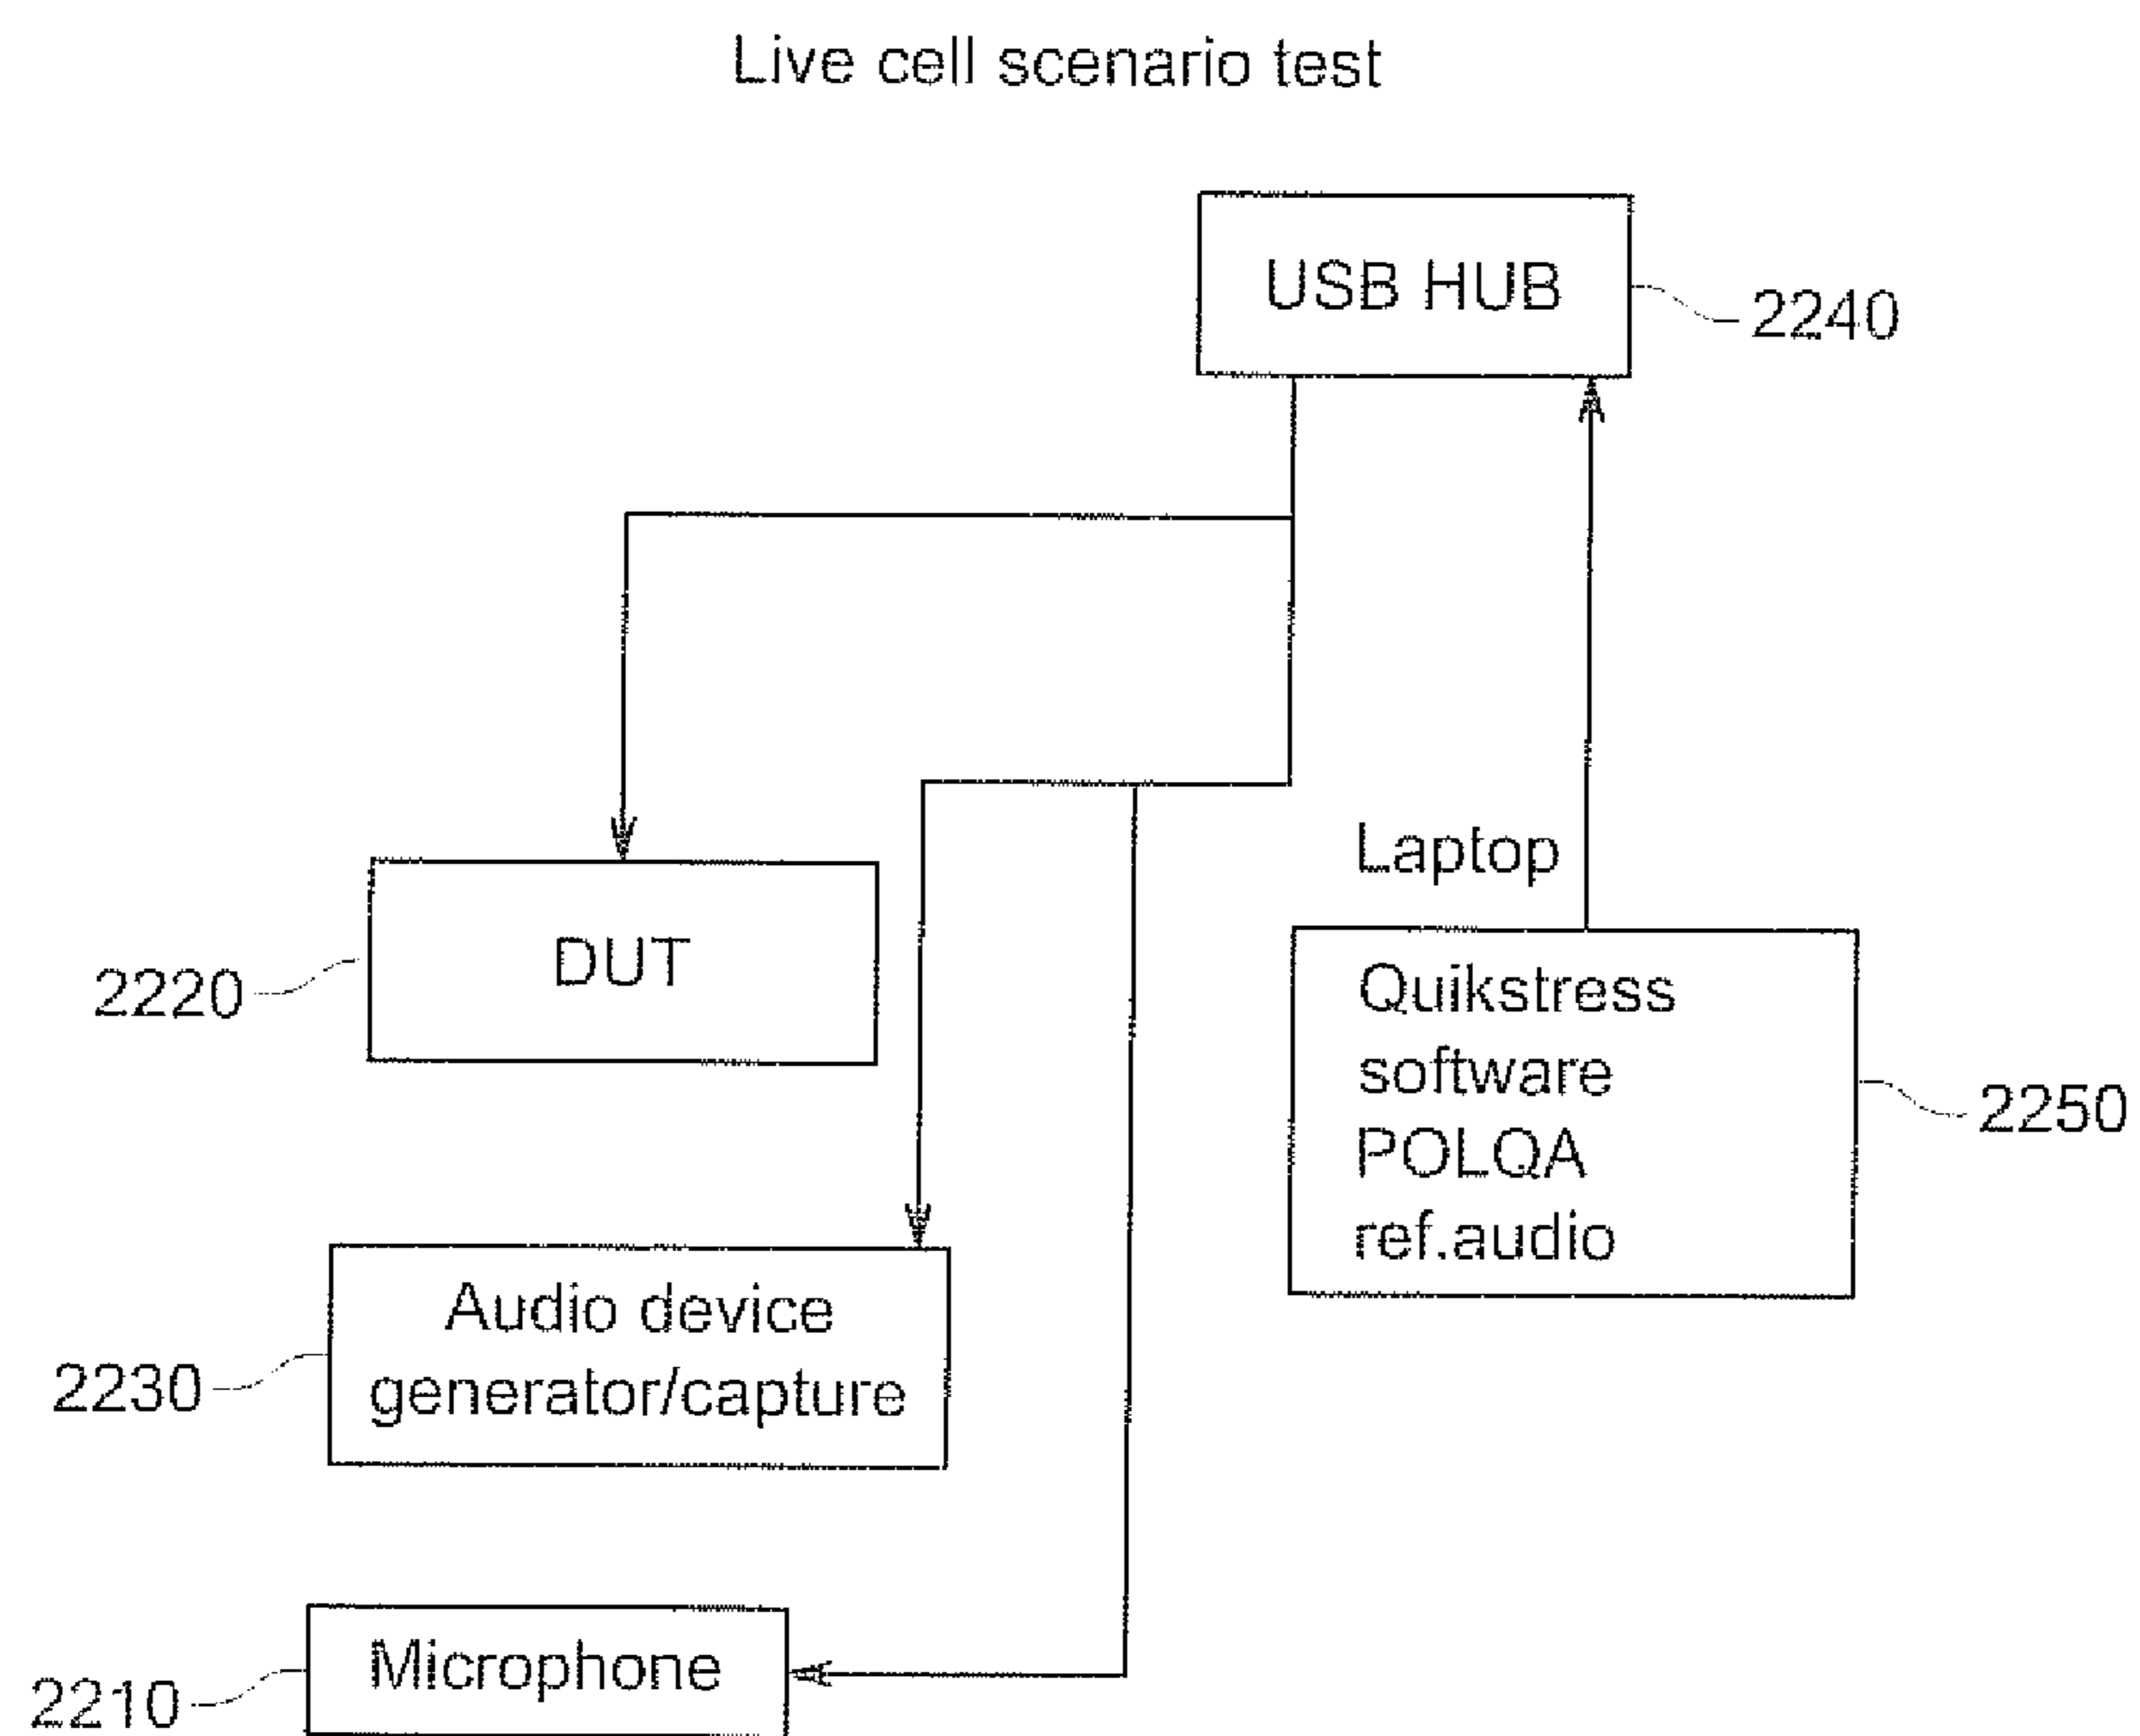 Live cell scenario test
USB HUB
2240
Laptop
DUT
2220
Quikstress
software
POLQA
ref.audio
2250
Audio device
generator/capture
2230
Microphone
2210